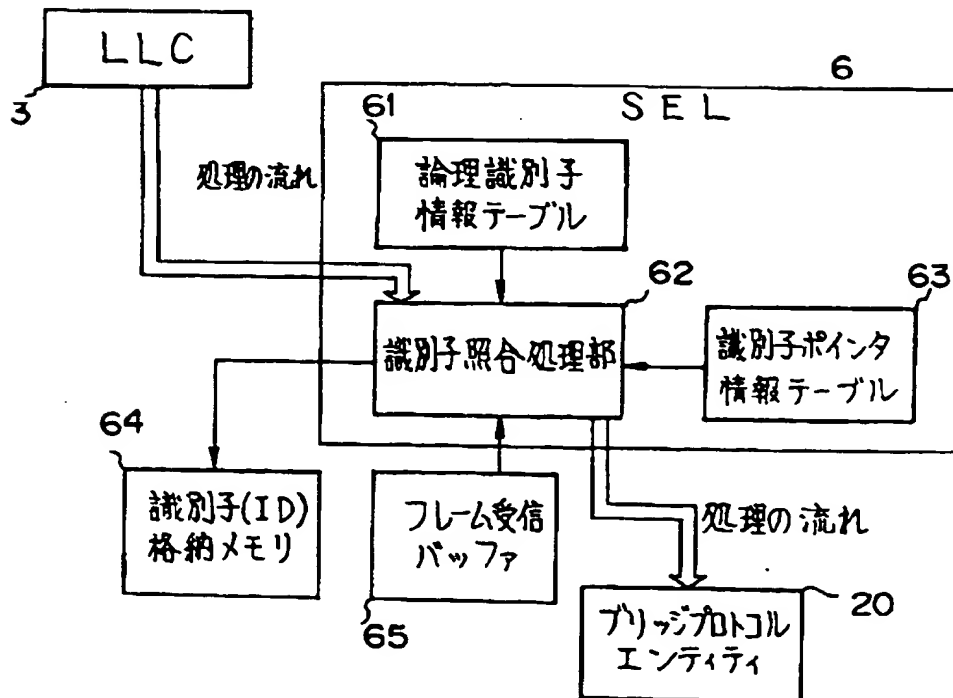 LLC
3
6
SEL
61
論理識別子
情報テーブル
処理の流れ
62
識別子照合処理部
63
識別子ポインタ
情報テーブル
64
識別子(ID)
格納メモリ
フレーム受信
バッファ
65
処理の流れ
20
ブリッジプロトコル
エンティティ